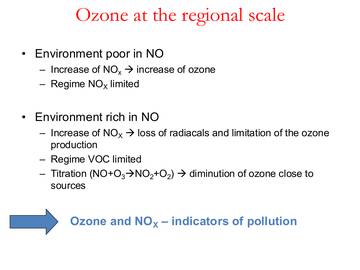 Ozone at the regional scale
• Environment poor in NO
– Increase of NOx → increase of ozone
– Regime NOX limited
• Environment rich in NO
– Increase of NOX → loss of radiacals and limitation of the ozone
production
– Regime VOC limited
– Titration (NO+O3→NO2+O2) → diminution of ozone close to
sources
Ozone and NOX – indicators of pollution